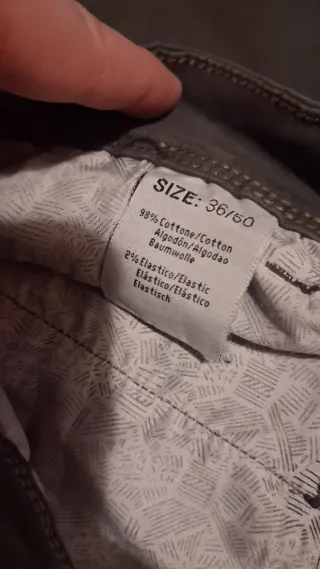 SIZE: 36/50
98% Cottone/Cotton
Algodón/Algodao
Baumwolle
2% Elastico/Elastic
Elástico/Elástico
Elastisch